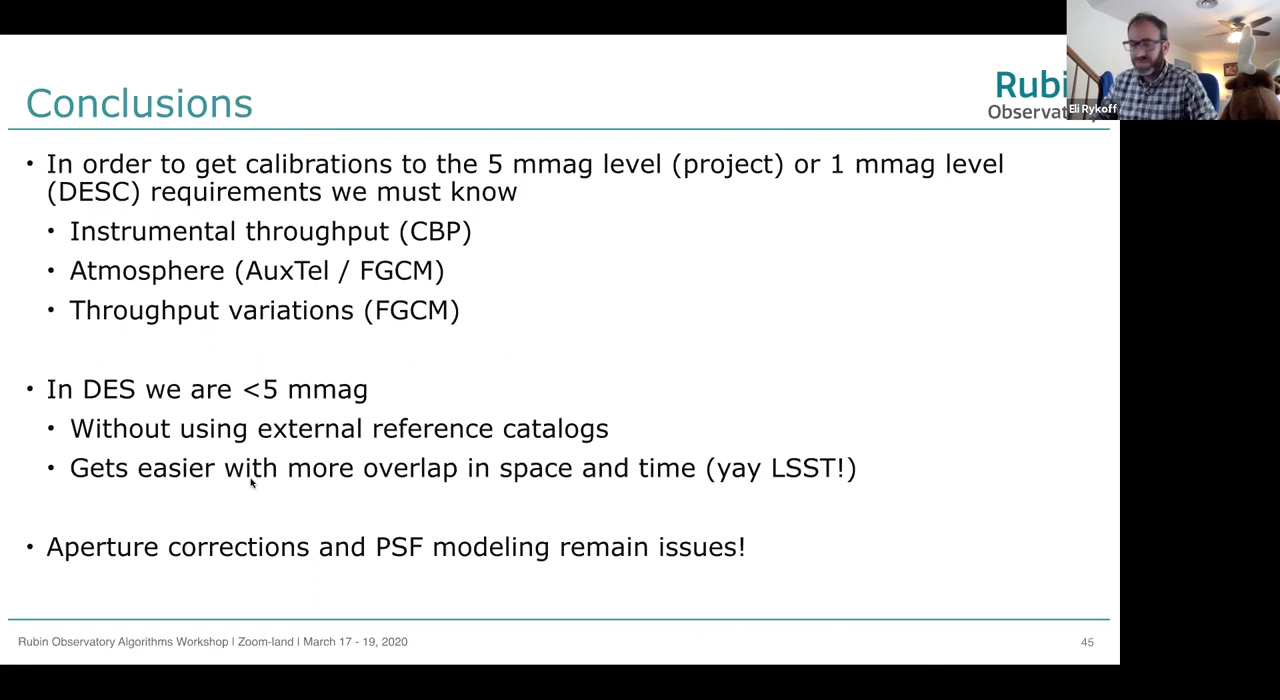 Conclusions
Rubi
Observat
Eli Rykoff
• In order to get calibrations to the 5 mmag level (project) or 1 mmag level
(DESC) requirements we must know
• Instrumental throughput (CBP)
• Atmosphere (AuxTel / FGCM)
• Throughput variations (FGCM)
• In DES we are <5 mmag
• Without using external reference catalogs
• Gets easier with more overlap in space and time (yay LSST!)
• Aperture corrections and PSF modeling remain issues!
Rubin Observatory Algorithms Workshop | Zoom-land | March 17 - 19, 2020
45